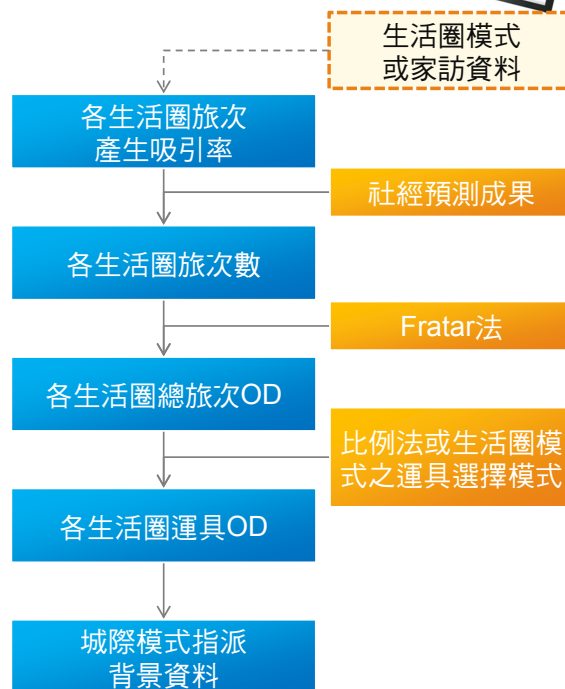 生活圈模式
或家訪資料
各生活圈旅次
產生吸引率
社經預測成果
各生活圈旅次數
Fratar法
各生活圈總旅次OD
比例法或生活圈模
式之運具選擇模式
各生活圈運具OD
城際模式指派
背景資料